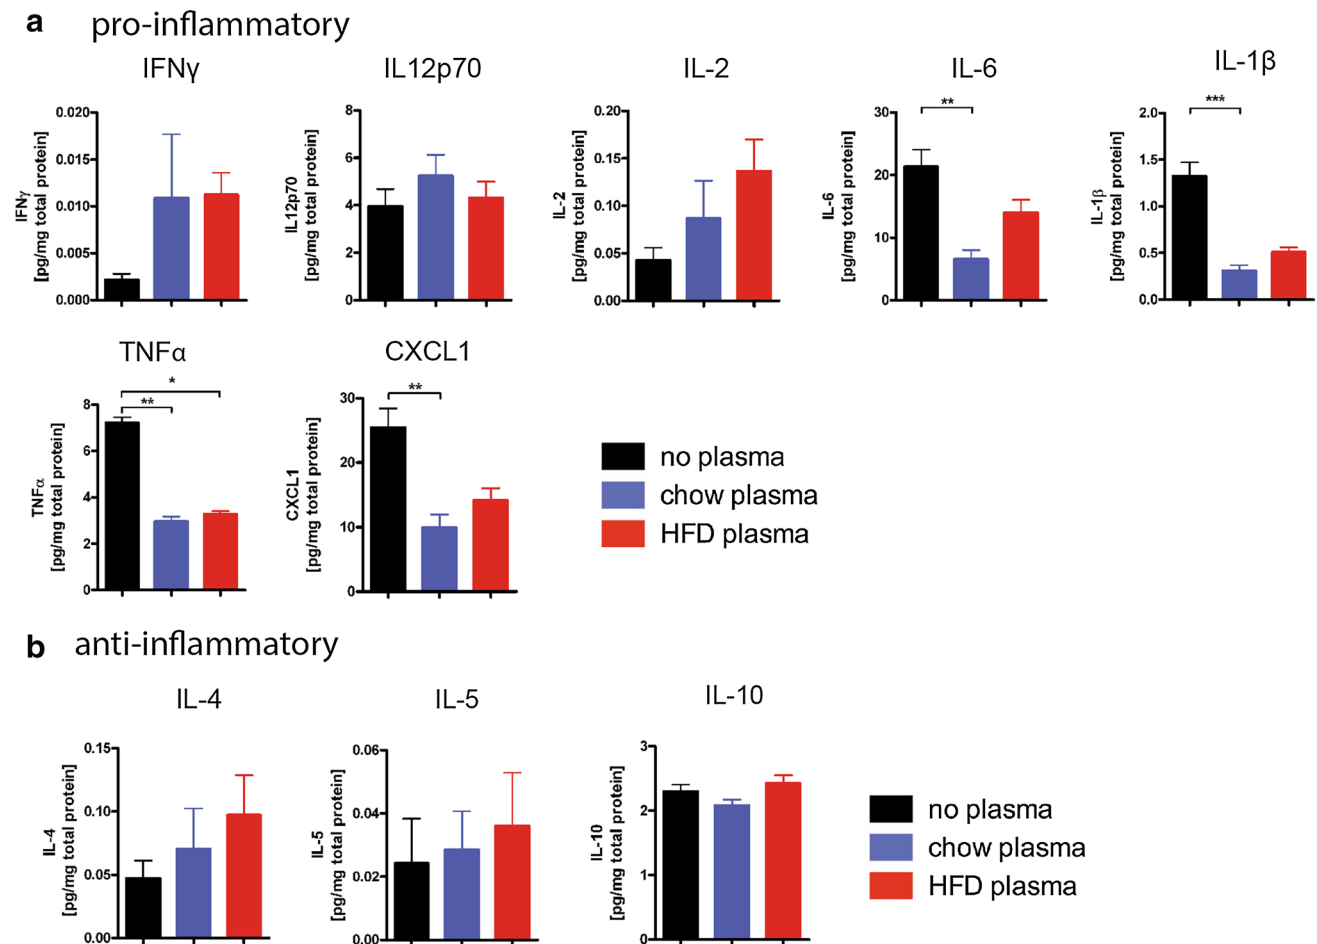 a pro-inflammatory
IFNγ
IFNγ
[pg/mg total protein]
0.020
0.015
0.010
0.005
0.000
IL12p70
IL12p70
[pg/mg total protein]
8
6
4
2
0
IL-2
IL-2
[pg/mg total protein]
0.20
0.15
0.10
0.05
0.00
IL-6
IL-6
[pg/mg total protein]
30
20
10
0
**
IL-1β
IL-1β
[pg/mg total protein]
2.0
1.5
1.0
0.5
0.0
***
TNFα
TNFα
[pg/mg total protein]
8
6
4
2
0
*
**
CXCL1
CXCL1
[pg/mg total protein]
30
20
10
0
**
no plasma
chow plasma
HFD plasma
b anti-inflammatory
IL-4
IL-4
[pg/mg total protein]
0.15
0.10
0.05
0.00
IL-5
IL-5
[pg/mg total protein]
0.06
0.04
0.02
0.00
IL-10
IL-10
[pg/mg total protein]
3
2
1
0
no plasma
chow plasma
HFD plasma